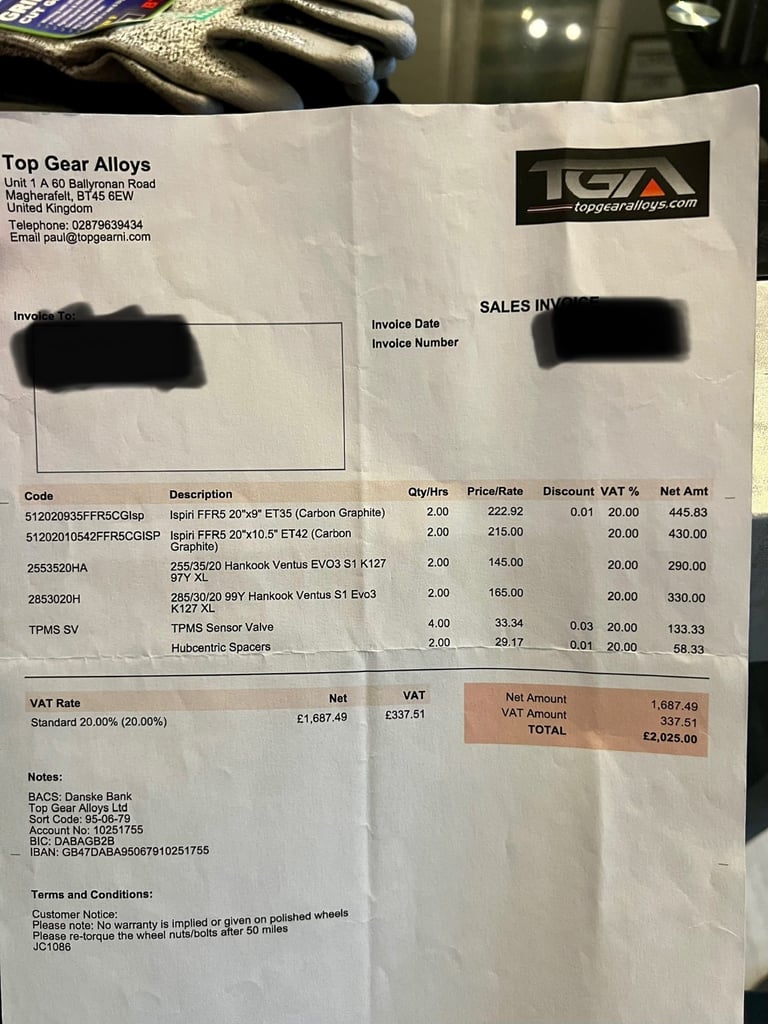 GRI
CUT
Top Gear Alloys
Unit 1 A 60 Ballyronan Road
Magherafelt, BT45 6EW
United Kingdom
Telephone: 02879639434
Email paul@topgearni.com
TGA
topgearalloys.com
SALES INVOICE
Invoice To:
Invoice Date
Invoice Number
Code Description Qty/Hrs Price/Rate Discount VAT % Net Amt
512020935FFR5CGIsp Ispiri FFR5 20"x9" ET35 (Carbon Graphite) 2.00 222.92 0.01 20.00 445.83
51202010542FFR5CGISP Ispiri FFR5 20"x10.5" ET42 (Carbon 2.00 215.00 20.00 430.00
Graphite)
2553520HA 255/35/20 Hankook Ventus EVO3 S1 K127 2.00 145.00 20.00 290.00
97Y XL
2853020H 285/30/20 99Y Hankook Ventus S1 Evo3 2.00 165.00 20.00 330.00
K127 XL
TPMS SV TPMS Sensor Valve 4.00 33.34 0.03 20.00 133.33
Hubcentric Spacers 2.00 29.17 0.01 20.00 58.33
VAT Rate Net VAT
Standard 20.00% (20.00%) £1,687.49 £337.51
Net Amount 1,687.49
VAT Amount 337.51
TOTAL £2,025.00
Notes:
BACS: Danske Bank
Top Gear Alloys Ltd
Sort Code: 95-06-79
Account No: 10251755
BIC: DABAGB2B
IBAN: GB47DABA95067910251755
Terms and Conditions:
Customer Notice:
Please note: No warranty is implied or given on polished wheels
Please re-torque the wheel nuts/bolts after 50 miles
JC1086